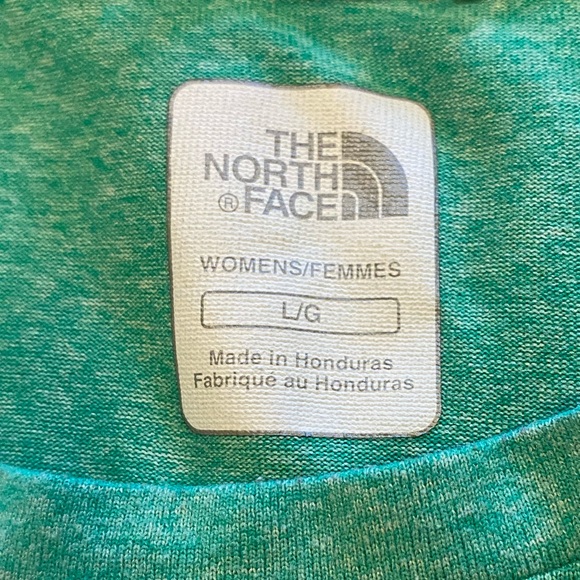 THE
NORTH
® FACE
WOMENS/FEMMES
L/G
Made in Honduras
Fabriqué au Honduras